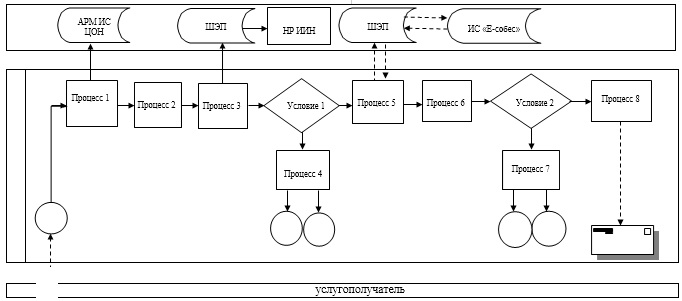 АРМ ИС
ЦОН
ШЭП
НР ИИН
ШЭП
ИС «Е-собес»
Процесс 1
Процесс 2
Процесс 3
Условие 1
Процесс 5
Процесс 6
Условие 2
Процесс 8
Процесс 4
Процесс 7
услугополучатель